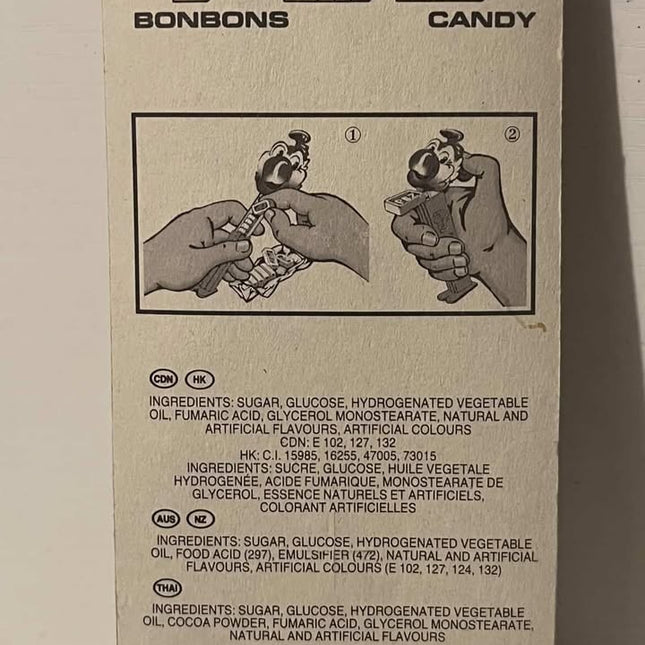 BONBONS CANDY
① ②
CDN HK
INGREDIENTS: SUGAR, GLUCOSE, HYDROGENATED VEGETABLE
OIL, FUMARIC ACID, GLYCEROL MONOSTEARATE, NATURAL AND
ARTIFICIAL FLAVOURS, ARTIFICIAL COLOURS
CDN: E 102, 127, 132
HK: C.I. 15985, 16255, 47005, 73015
INGREDIENTS: SUCRE, GLUCOSE, HUILE VEGETALE
HYDROGENÉE, ACIDE FUMARIQUE, MONOSTEARATE DE
GLYCEROL, ESSENCE NATURELS ET ARTIFICIELS,
COLORANT ARTIFICIELLES
AUS NZ
INGREDIENTS: SUGAR, GLUCOSE, HYDROGENATED VEGETABLE
OIL, FOOD ACID (297), EMULSIFIER (472), NATURAL AND ARTIFICIAL
FLAVOURS, ARTIFICIAL COLOURS (E 102, 127, 124, 132)
THAI
INGREDIENTS: SUGAR, GLUCOSE, HYDROGENATED VEGETABLE
OIL, COCOA POWDER, FUMARIC ACID, GLYCEROL MONOSTEARATE,
NATURAL AND ARTIFICIAL FLAVOURS